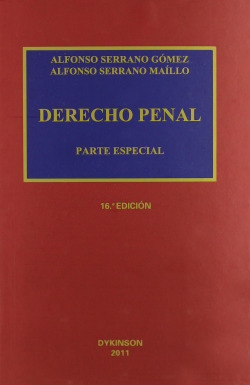 ALFONSO SERRANO GÓMEZ
ALFONSO SERRANO MAÍLLO
DERECHO PENAL
PARTE ESPECIAL
16.ª EDICIÓN
DYKINSON
2011